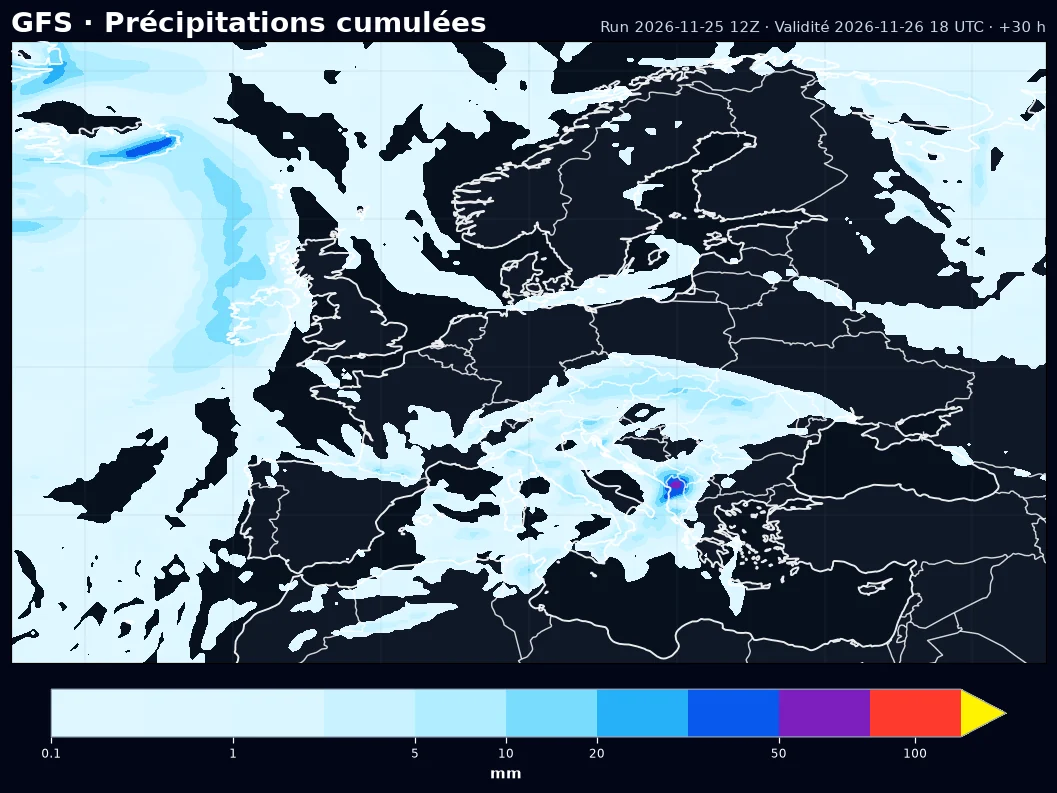 GFS · Précipitations cumulées
Run 2026-11-25 12Z · Validité 2026-11-26 18 UTC · +30 h
0.1 1 5 10 20 50 100
mm